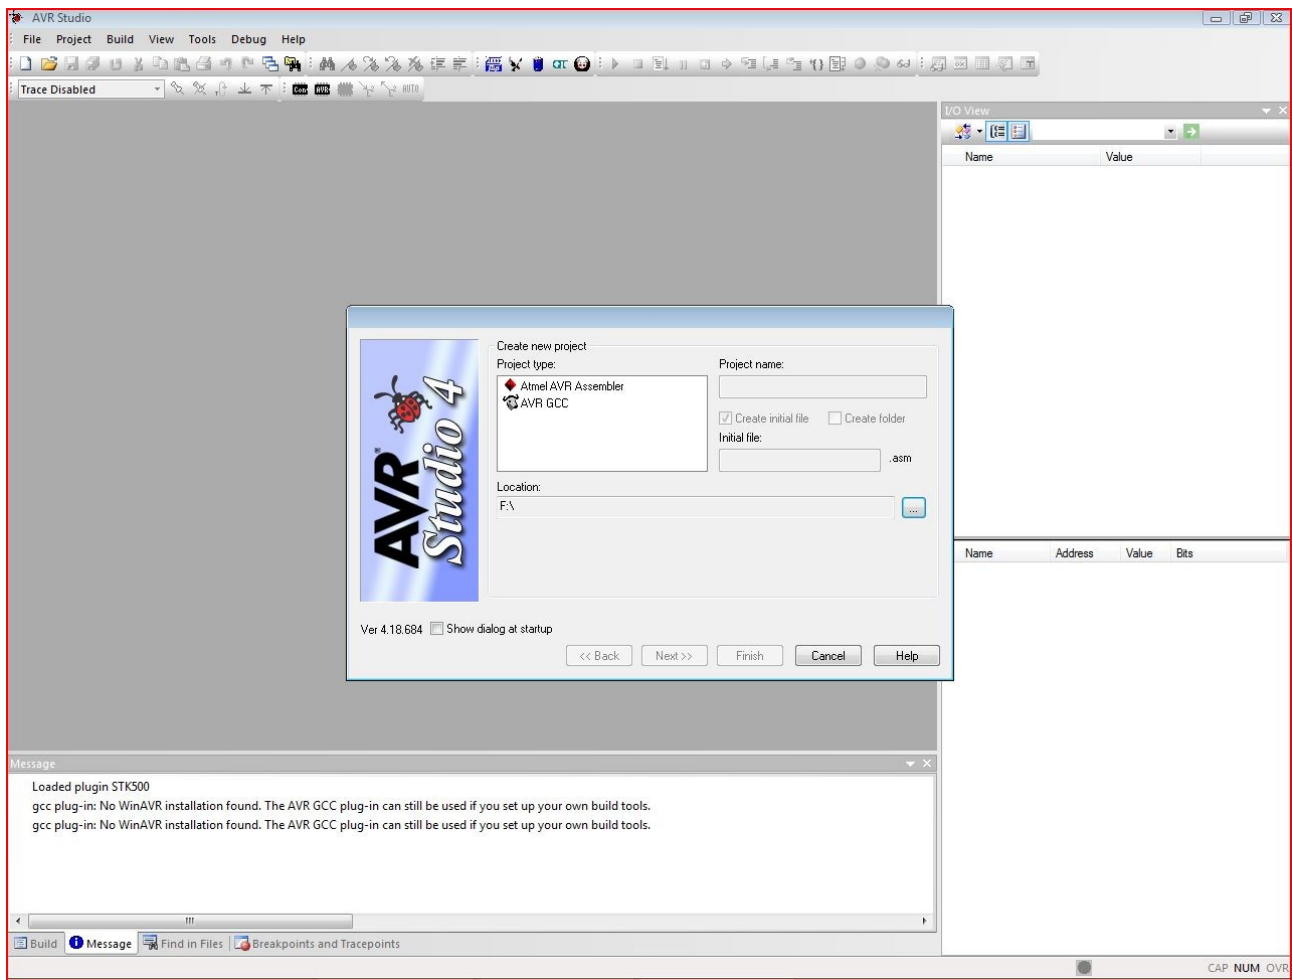 AVR Studio
File Project Build View Tools Debug Help
Trace Disabled
Con AVR AUTO
I/O View
Name Value
AVR Studio 4
Create new project
Project type:
Atmel AVR Assembler
AVR GCC
Project name:
Create initial file Create folder
Initial file:
.asm
Location:
F:\
...
Ver 4.18.684 Show dialog at startup
<< Back Next >> Finish Cancel Help
Name Address Value Bits
Message
Loaded plugin STK500
gcc plug-in: No WinAVR installation found. The AVR GCC plug-in can still be used if you set up your own build tools.
gcc plug-in: No WinAVR installation found. The AVR GCC plug-in can still be used if you set up your own build tools.
Build Message Find in Files Breakpoints and Tracepoints
CAP NUM OVR